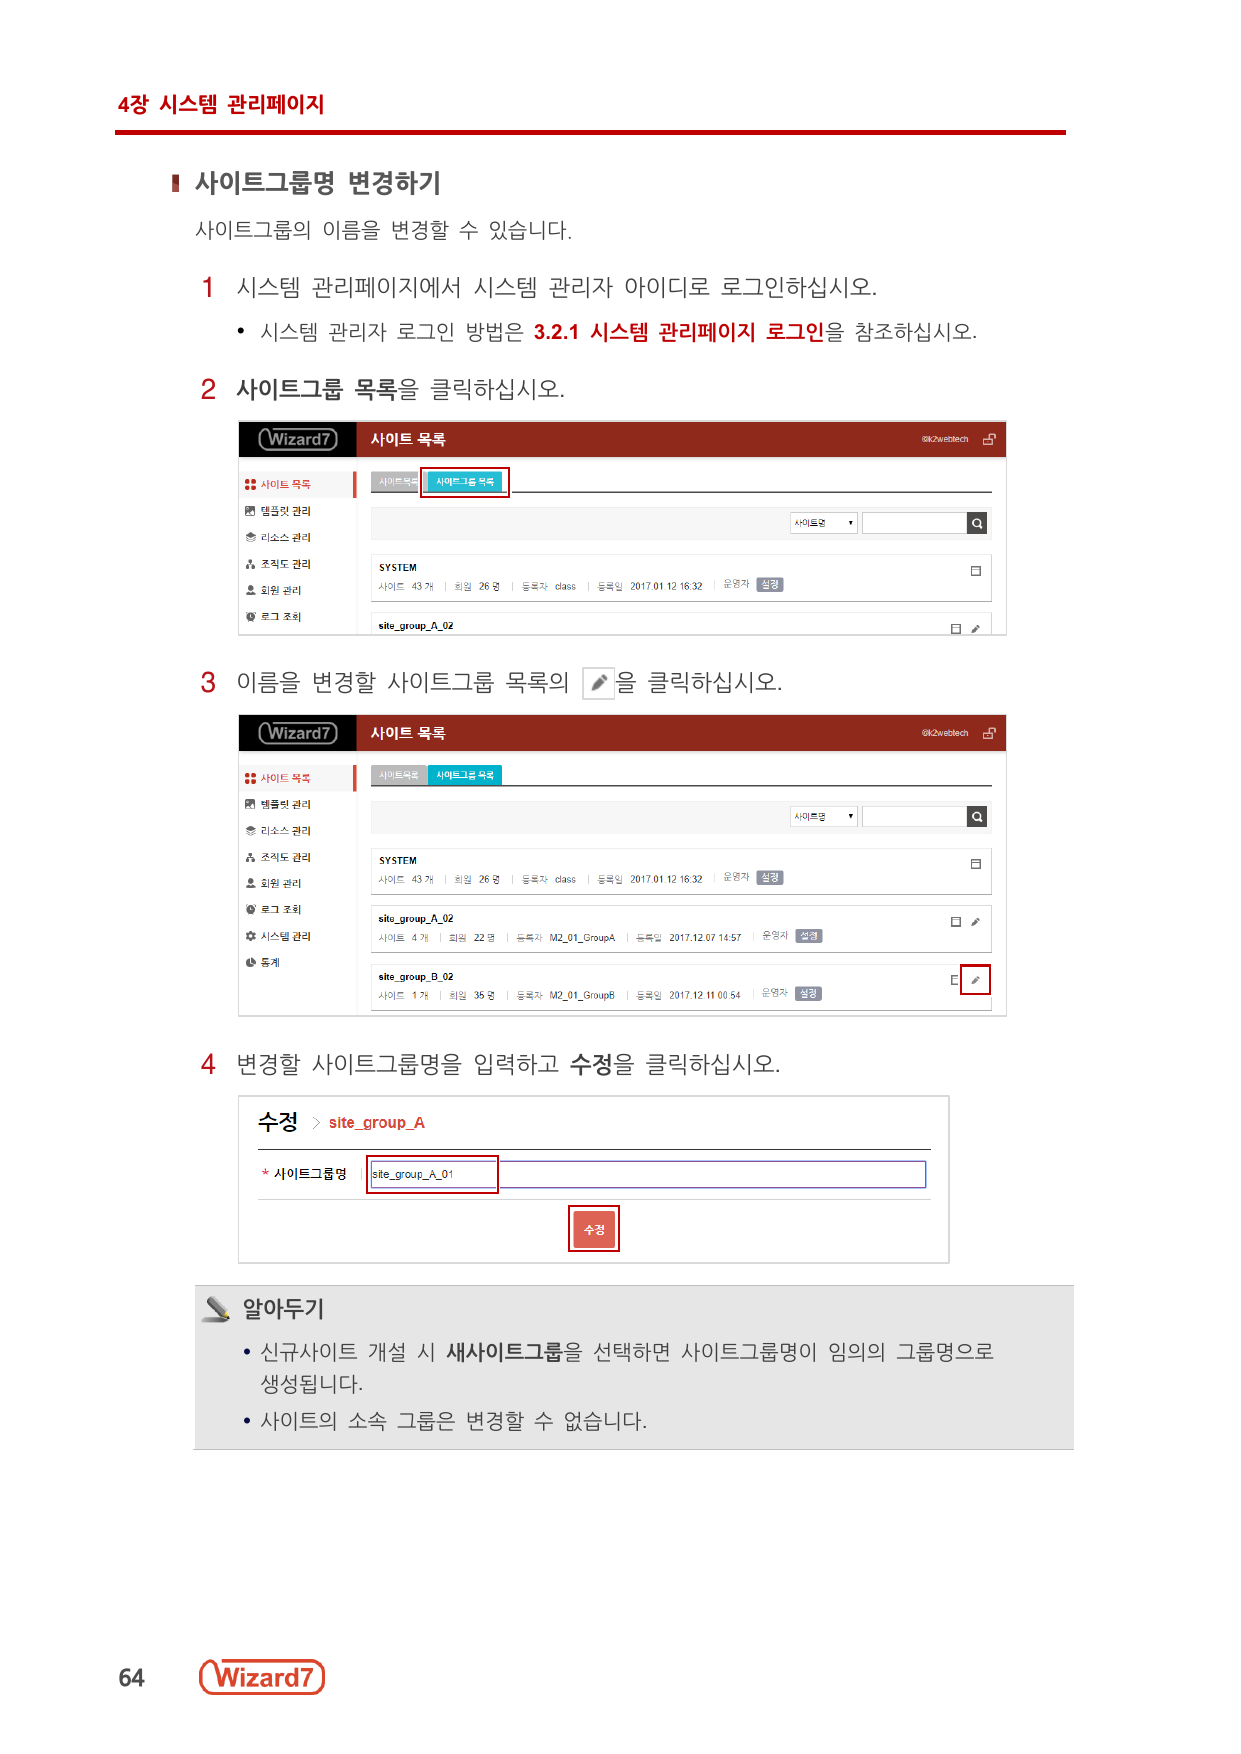 4장 시스템 관리페이지
사이트그룹명 변경하기
사이트그룹의 이름을 변경할 수 있습니다.
1 시스템 관리페이지에서 시스템 관리자 아이디로 로그인하십시오.
• 시스템 관리자 로그인 방법은 3.2.1 시스템 관리페이지 로그인을 참조하십시오.
2 사이트그룹 목록을 클릭하십시오.
Wizard7 사이트 목록 @k2webtech
사이트 목록 사이트목록 사이트그룹 목록
템플릿 관리
사이트명
리소스 관리
조직도 관리
SYSTEM
사이트 43 개 | 회원 26 명 | 등록자 class | 등록일 2017.01.12 16:32 | 운영자 설정
회원 관리
로그 조회
site_group_A_02
3 이름을 변경할 사이트그룹 목록의 을 클릭하십시오.
Wizard7 사이트 목록 @k2webtech
사이트 목록 사이트목록 사이트그룹 목록
템플릿 관리
사이트명
리소스 관리
조직도 관리
SYSTEM
사이트 43 개 | 회원 26 명 | 등록자 class | 등록일 2017.01.12 16:32 | 운영자 설정
회원 관리
로그 조회
site_group_A_02
시스템 관리
사이트 4 개 | 회원 22 명 | 등록자 M2_01_GroupA | 등록일 2017.12.07 14:57 | 운영자 설정
통계
site_group_B_02
사이트 1 개 | 회원 35 명 | 등록자 M2_01_GroupB | 등록일 2017.12.11 00:54 | 운영자 설정
4 변경할 사이트그룹명을 입력하고 수정을 클릭하십시오.
수정 > site_group_A
* 사이트그룹명 | site_group_A_01
수정
알아두기
• 신규사이트 개설 시 새사이트그룹을 선택하면 사이트그룹명이 임의의 그룹명으로
생성됩니다.
• 사이트의 소속 그룹은 변경할 수 없습니다.
64 Wizard7